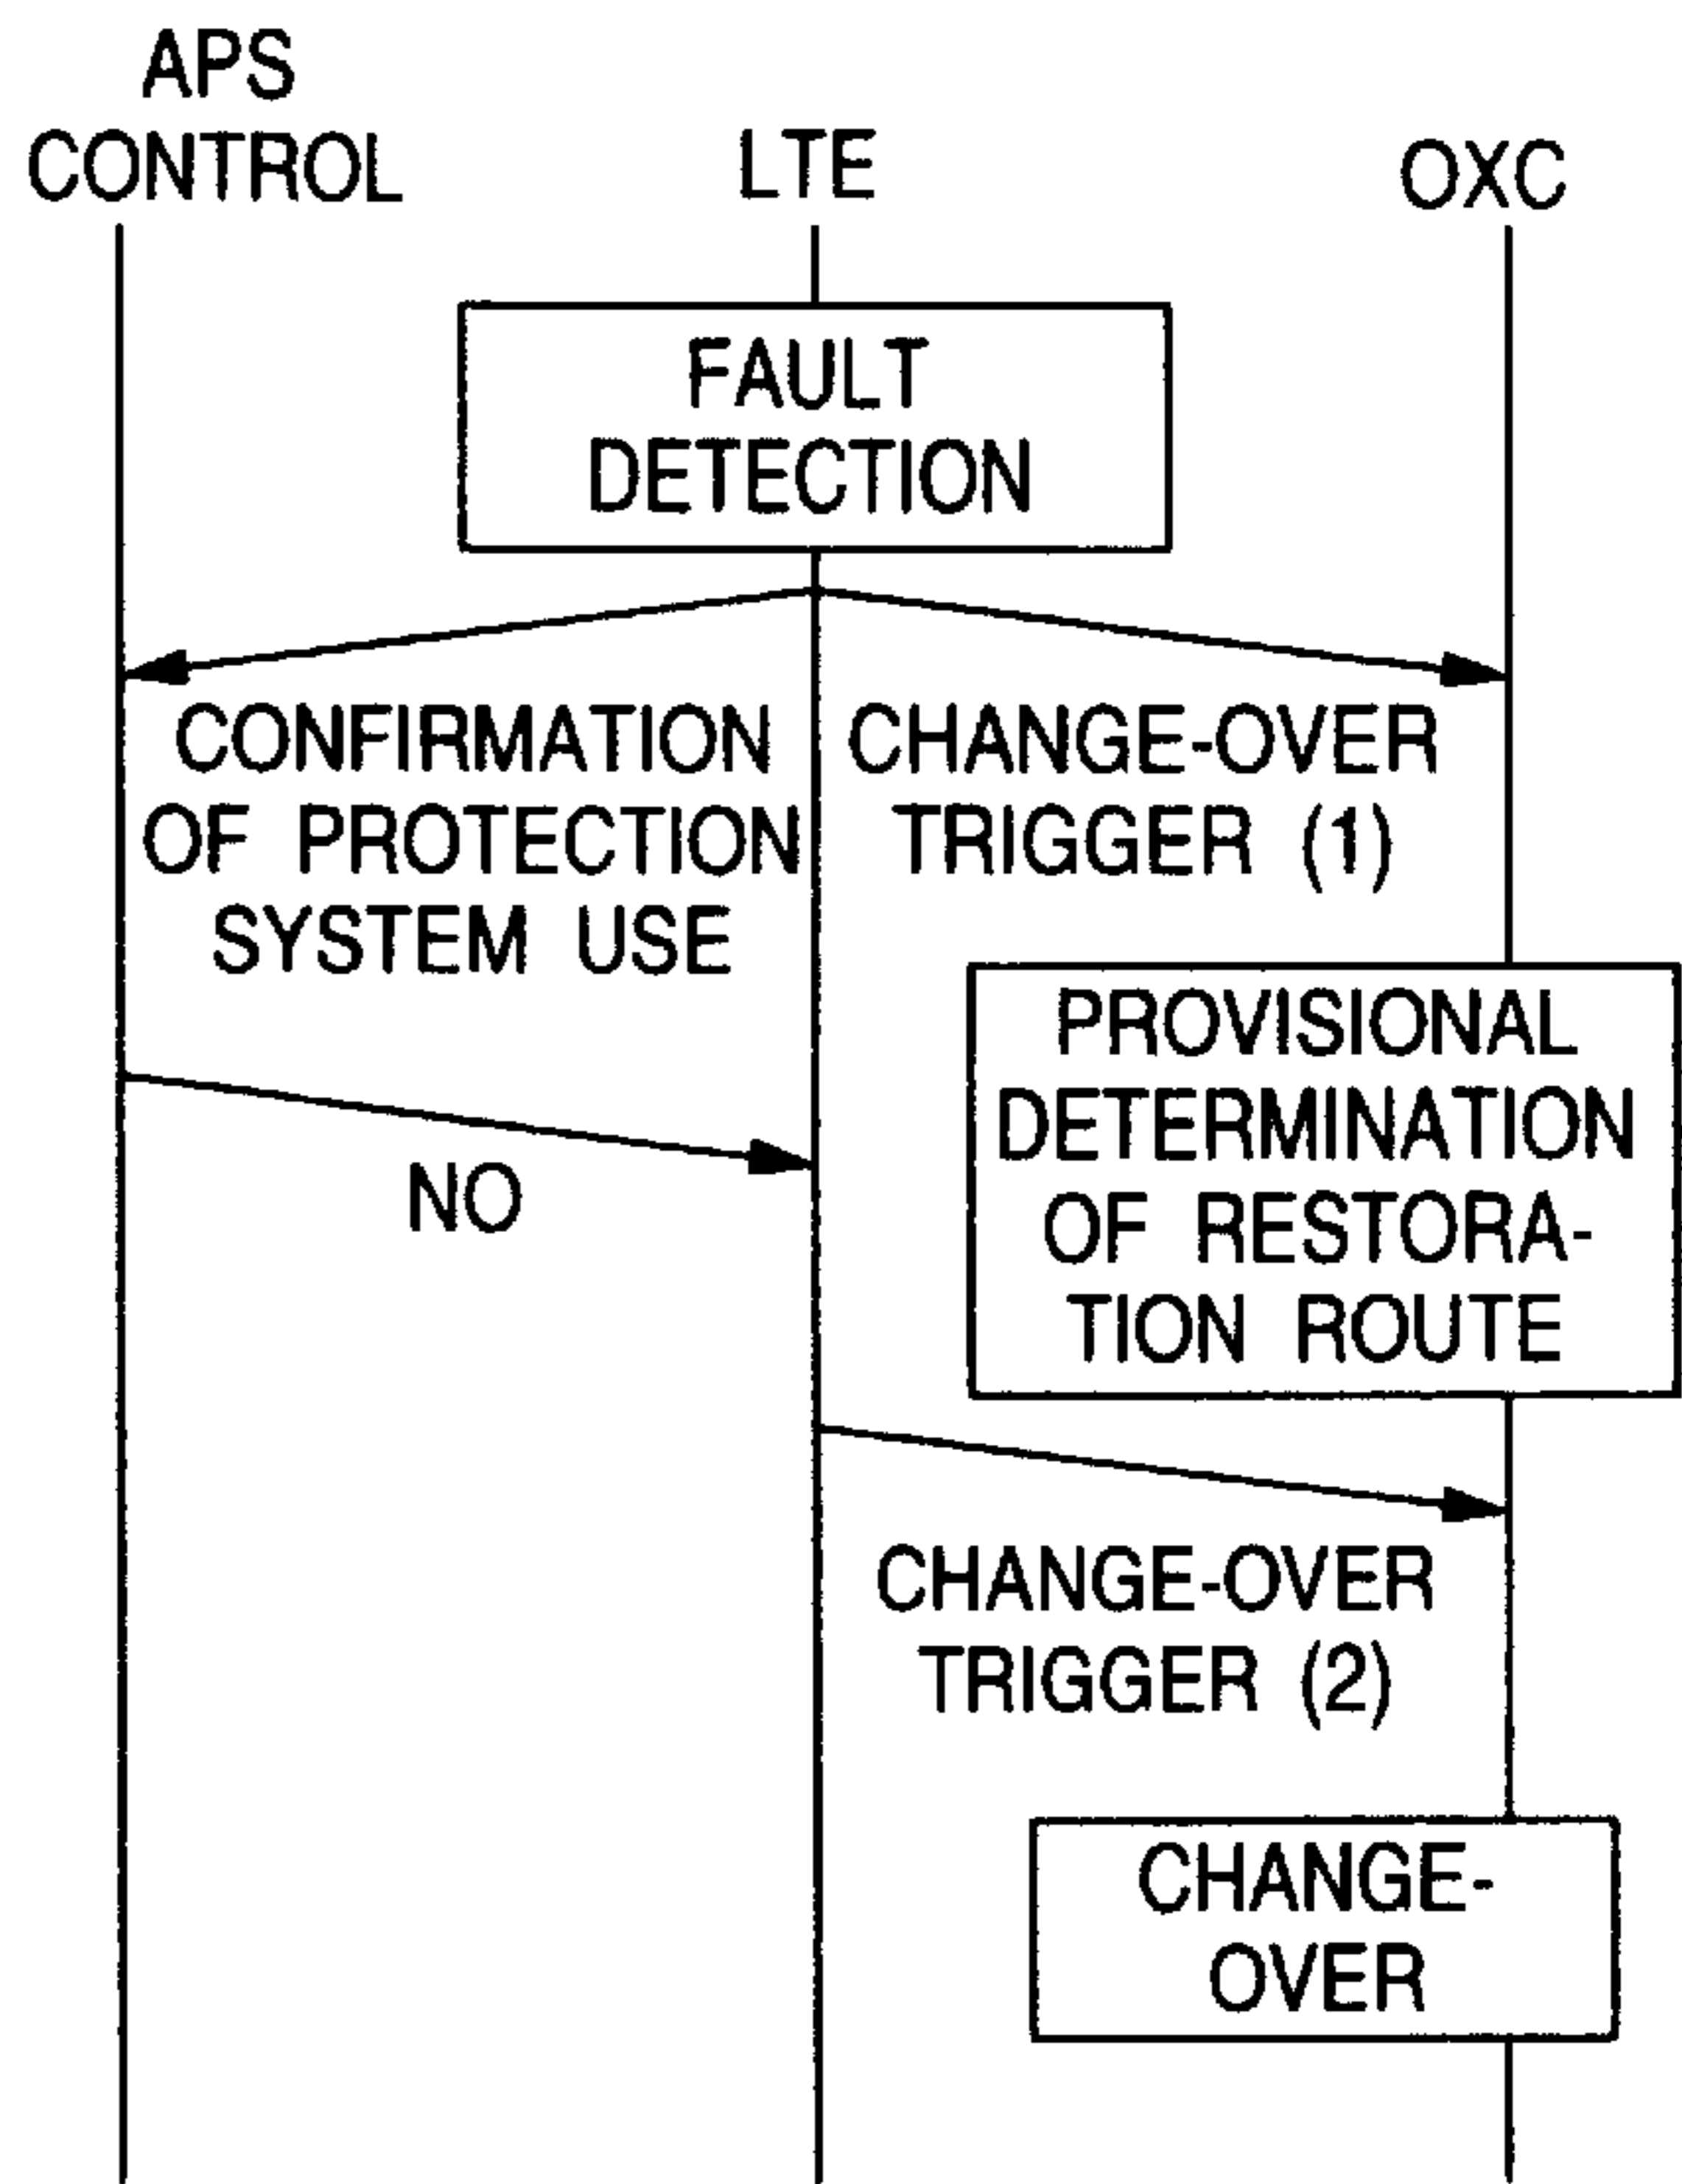 APS
CONTROL
LTE
OXC
FAULT
DETECTION
CONFIRMATION
OF PROTECTION
SYSTEM USE
CHANGE-OVER
TRIGGER (1)
PROVISIONAL
DETERMINATION
OF RESTORA-
TION ROUTE
NO
CHANGE-OVER
TRIGGER (2)
CHANGE-
OVER